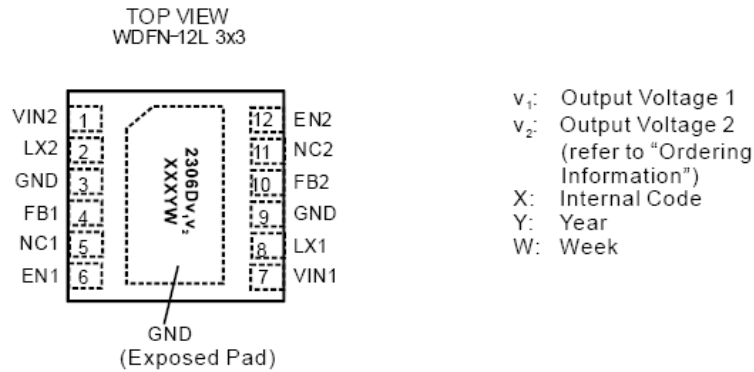 TOP VIEW
WDFN-12L 3x3
VIN2 1
LX2 2
GND 3
FB1 4
NC1 5
EN1 6
12 EN2
11 NC2
10 FB2
9 GND
8 LX1
7 VIN1
2306Dv₁v₂
XXXYW
GND
(Exposed Pad)
v₁: Output Voltage 1
v₂: Output Voltage 2
(refer to “Ordering
Information”)
X: Internal Code
Y: Year
W: Week